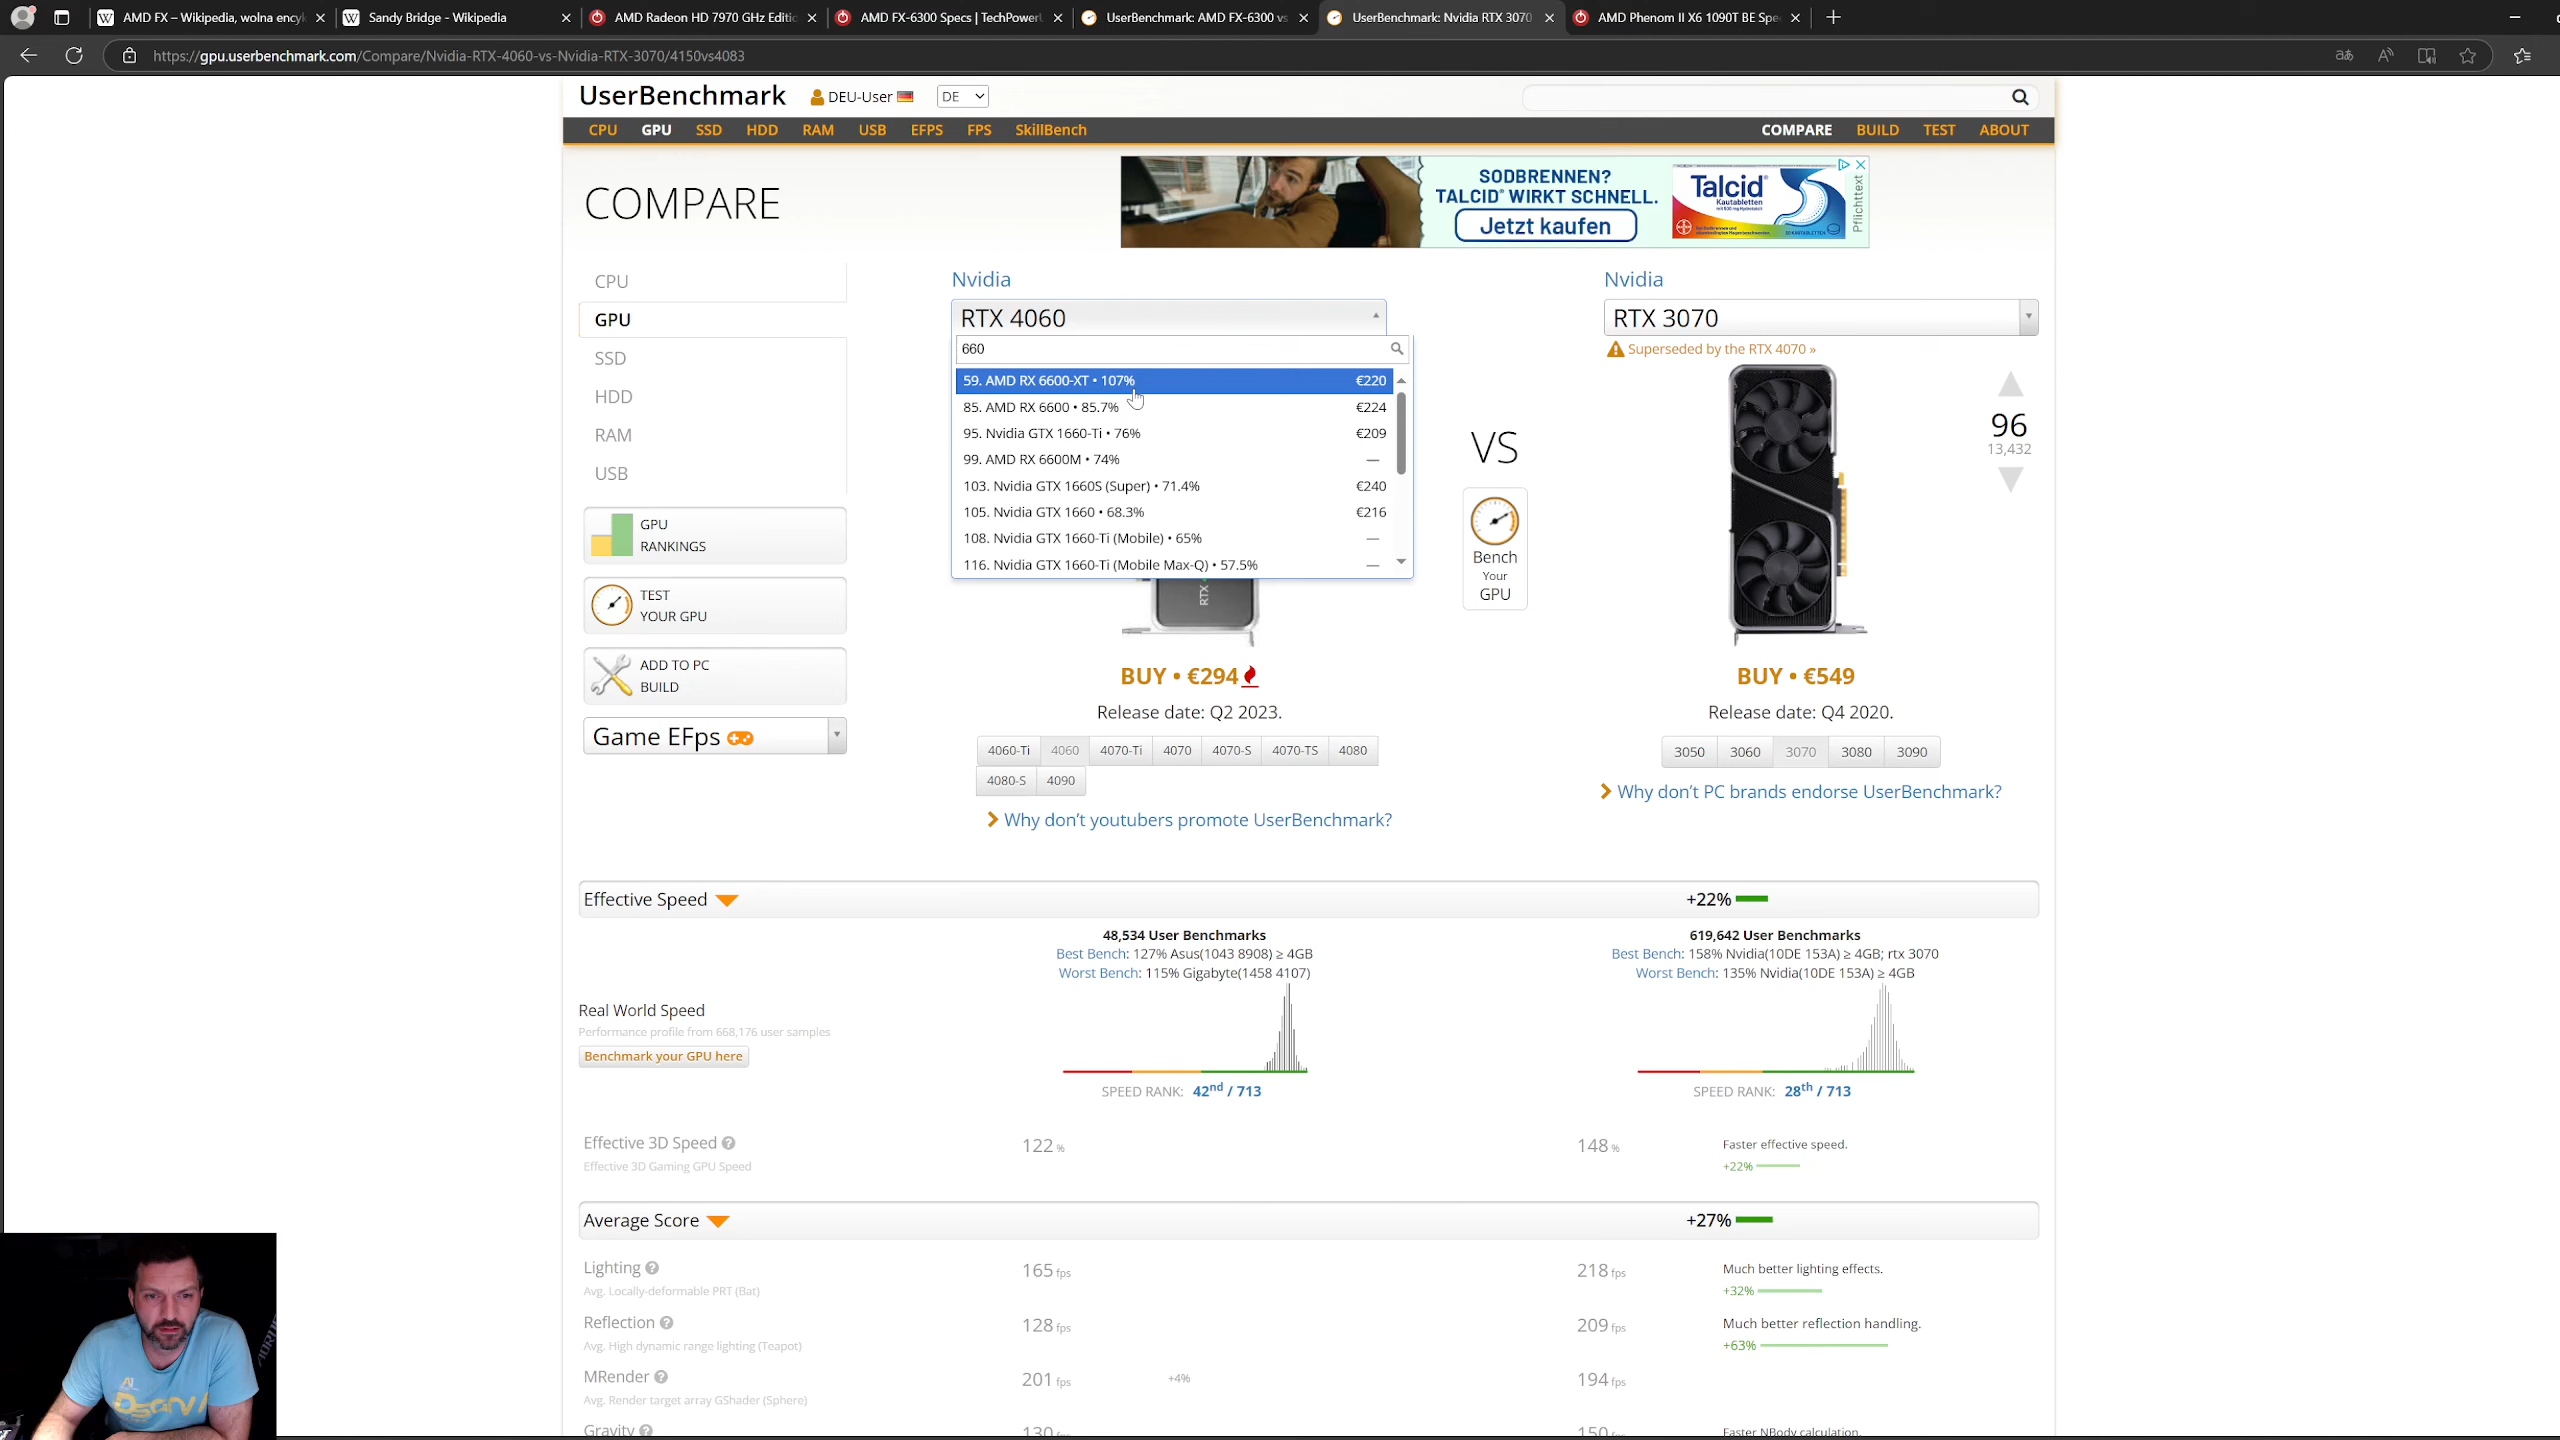 AMD FX – Wikipedia, wolna encyk
Sandy Bridge - Wikipedia
AMD Radeon HD 7970 GHz Editic
AMD FX-6300 Specs | TechPowerU
UserBenchmark: AMD FX-6300 vs
UserBenchmark: Nvidia RTX 3070
AMD Phenom II X6 1090T BE Spe
https://gpu.userbenchmark.com/Compare/Nvidia-RTX-4060-vs-Nvidia-RTX-3070/4150vs4083
UserBenchmark DEU-User DE
CPU GPU SSD HDD RAM USB EFPS FPS SkillBench COMPARE BUILD TEST ABOUT
COMPARE
SODBRENNEN?
TALCID® WIRKT SCHNELL.
Jetzt kaufen
Talcid®
Kautabletten
Pflichttext
CPU
GPU
SSD
HDD
RAM
USB
GPU
RANKINGS
TEST
YOUR GPU
ADD TO PC
BUILD
Game EFps
Nvidia
RTX 4060
660
59. AMD RX 6600-XT • 107% €220
85. AMD RX 6600 • 85.7% €224
95. Nvidia GTX 1660-Ti • 76% €209
99. AMD RX 6600M • 74% —
103. Nvidia GTX 1660S (Super) • 71.4% €240
105. Nvidia GTX 1660 • 68.3% €216
108. Nvidia GTX 1660-Ti (Mobile) • 65% —
116. Nvidia GTX 1660-Ti (Mobile Max-Q) • 57.5% —
RTX
BUY • €294
Release date: Q2 2023.
4060-Ti 4060 4070-Ti 4070 4070-S 4070-TS 4080
4080-S 4090
Why don't youtubers promote UserBenchmark?
VS
Bench
Your
GPU
Nvidia
RTX 3070
Superseded by the RTX 4070 »
96
13,432
BUY • €549
Release date: Q4 2020.
3050 3060 3070 3080 3090
Why don't PC brands endorse UserBenchmark?
Effective Speed +22%
48,534 User Benchmarks 619,642 User Benchmarks
Best Bench: 127% Asus(1043 8908) ≥ 4GB Best Bench: 158% Nvidia(10DE 153A) ≥ 4GB; rtx 3070
Worst Bench: 115% Gigabyte(1458 4107) Worst Bench: 135% Nvidia(10DE 153A) ≥ 4GB
Real World Speed
Performance profile from 668,176 user samples
Benchmark your GPU here
SPEED RANK: 42nd / 713 SPEED RANK: 28th / 713
Effective 3D Speed 122 % 148 % Faster effective speed.
Effective 3D Gaming GPU Speed +22%
Average Score +27%
Lighting 165 fps 218 fps Much better lighting effects.
Avg. Locally-deformable PRT (Bat) +32%
Reflection 128 fps 209 fps Much better reflection handling.
Avg. High dynamic range lighting (Teapot) +63%
MRender 201 fps +4% 194 fps
Avg. Render target array GShader (Sphere)
Gravity 130 fps 150 fps Faster NBody calculation.